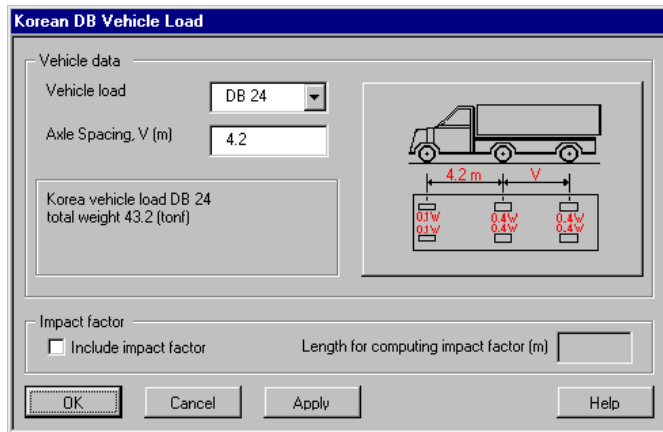 Korean DB Vehicle Load
Vehicle data
Vehicle load
DB 24
Axle Spacing, V (m)
4.2
Korea vehicle load DB 24
total weight 43.2 (tonf)
4.2 m
V
0.1W 0.4W 0.4W
0.1W 0.4W 0.4W
Impact factor
Include impact factor
Length for computing impact factor (m)
OK Cancel Apply Help